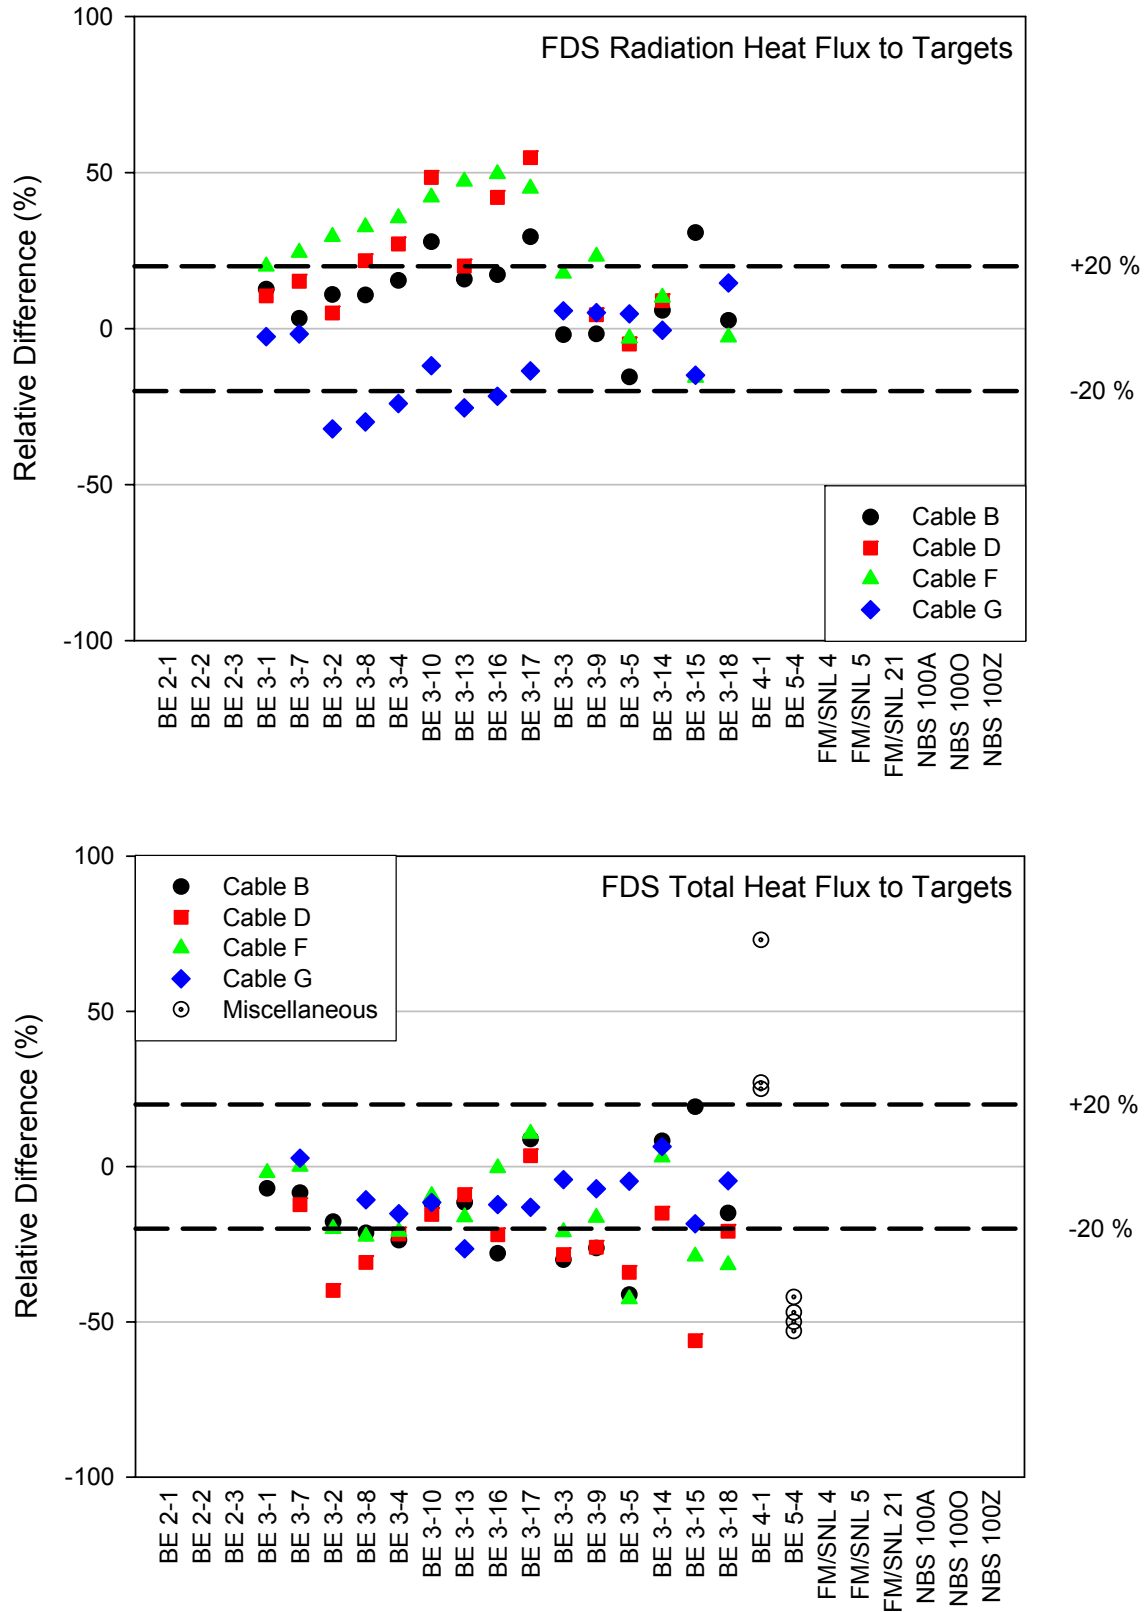 100
FDS Radiation Heat Flux to Targets
50
+20 %
0
-20 %
-50
-100
Relative Difference (%)
Cable B
Cable D
Cable F
Cable G
BE 2-1
BE 2-2
BE 2-3
BE 3-1
BE 3-7
BE 3-2
BE 3-8
BE 3-4
BE 3-10
BE 3-13
BE 3-16
BE 3-17
BE 3-3
BE 3-9
BE 3-5
BE 3-14
BE 3-15
BE 3-18
BE 4-1
BE 5-4
FM/SNL 4
FM/SNL 5
FM/SNL 21
NBS 100A
NBS 100O
NBS 100Z
100
FDS Total Heat Flux to Targets
Cable B
Cable D
Cable F
Cable G
Miscellaneous
50
+20 %
0
-20 %
-50
-100
Relative Difference (%)
BE 2-1
BE 2-2
BE 2-3
BE 3-1
BE 3-7
BE 3-2
BE 3-8
BE 3-4
BE 3-10
BE 3-13
BE 3-16
BE 3-17
BE 3-3
BE 3-9
BE 3-5
BE 3-14
BE 3-15
BE 3-18
BE 4-1
BE 5-4
FM/SNL 4
FM/SNL 5
FM/SNL 21
NBS 100A
NBS 100O
NBS 100Z